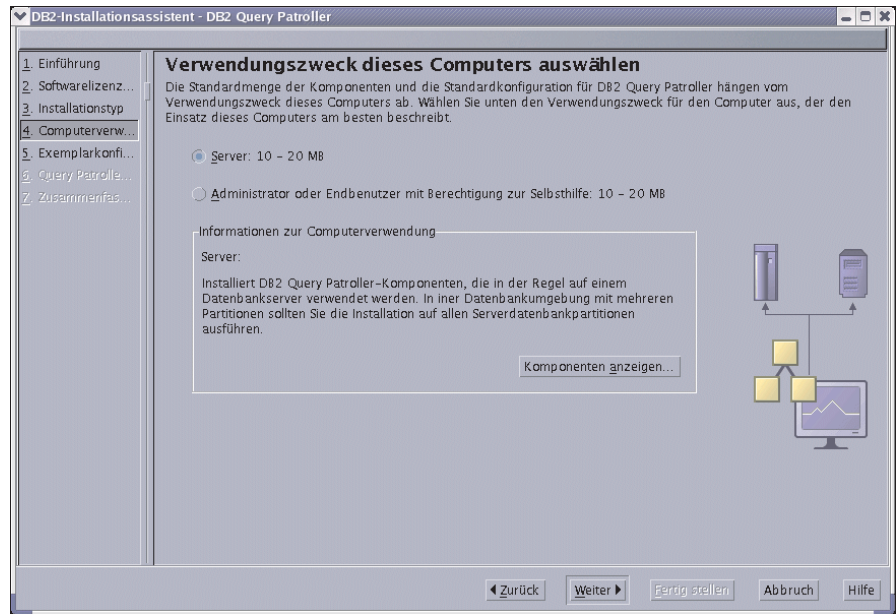 DB2-Installationsassistent - DB2 Query Patroller
1. Einführung
2. Softwarelizenz...
3. Installationstyp
4. Computerverw...
5. Exemplarkonfi...
6. Query Patrolle...
7. Zusammenfas...
Verwendungszweck dieses Computers auswählen
Die Standardmenge der Komponenten und die Standardkonfiguration für DB2 Query Patroller hängen vom
Verwendungszweck dieses Computers ab. Wählen Sie unten den Verwendungszweck für den Computer aus, der den
Einsatz dieses Computers am besten beschreibt.
Server: 10 - 20 MB
Administrator oder Endbenutzer mit Berechtigung zur Selbsthilfe: 10 - 20 MB
Informationen zur Computerverwendung
Server:
Installiert DB2 Query Patroller-Komponenten, die in der Regel auf einem
Datenbankserver verwendet werden. In iner Datenbankumgebung mit mehreren
Partitionen sollten Sie die Installation auf allen Serverdatenbankpartitionen
ausführen.
Komponenten anzeigen...
Zurück Weiter Fertig stellen Abbruch Hilfe